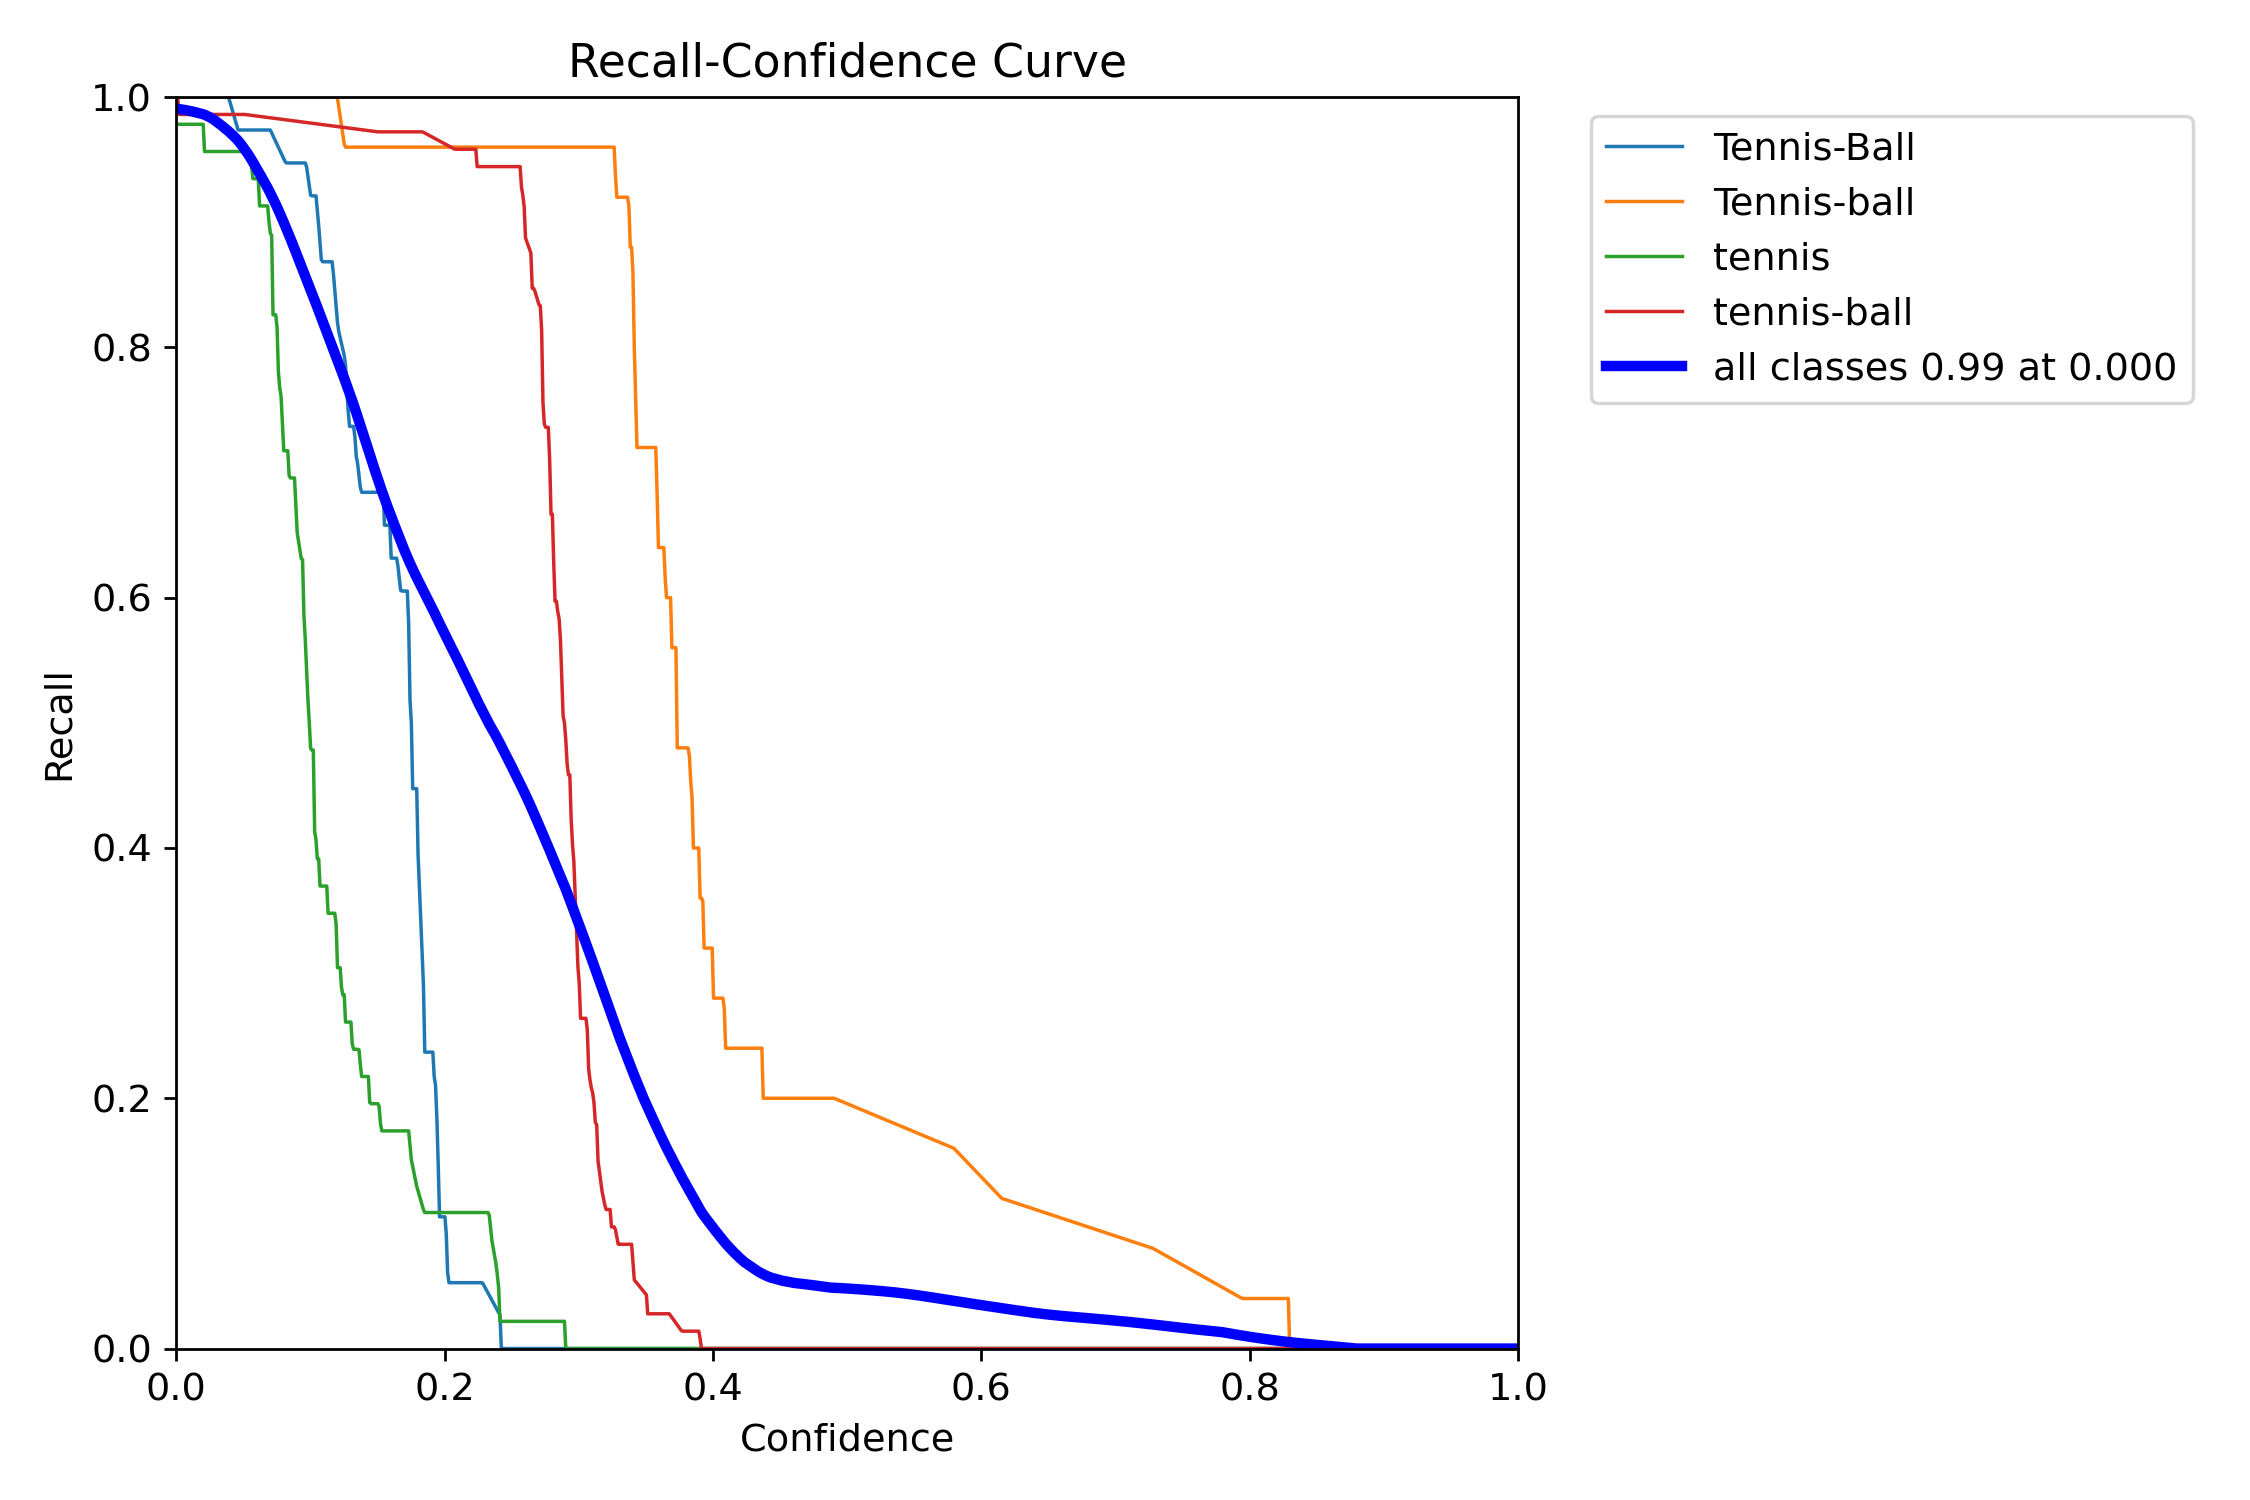 Recall-Confidence Curve
1.0
0.8
0.6
0.4
0.2
0.0
Recall
0.0 0.2 0.4 0.6 0.8 1.0
Confidence
Tennis-Ball
Tennis-ball
tennis
tennis-ball
all classes 0.99 at 0.000